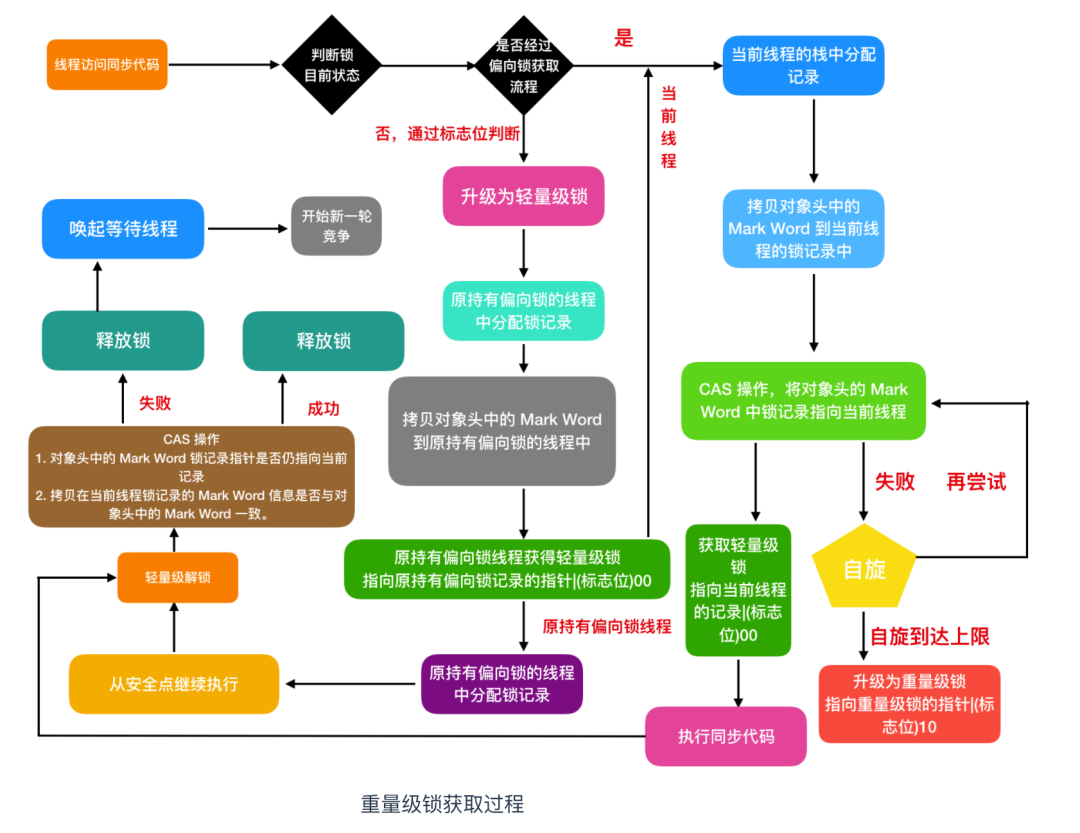 线程访问同步代码
判断锁
目前状态
是否经过
偏向锁获取
流程
是
当前线程的栈中分配
记录
当
前
线
程
否，通过标志位判断
升级为轻量级锁
拷贝对象头中的
Mark Word 到当前线
程的锁记录中
唤起等待线程
开始新一轮
竞争
原持有偏向锁的线程
中分配锁记录
释放锁
释放锁
CAS 操作，将对象头的 Mark
Word 中锁记录指向当前线程
拷贝对象头中的 Mark Word
到原持有偏向锁的线程中
失败
成功
CAS 操作
1. 对象头中的 Mark Word 锁记录指针是否仍指向当前
记录
2. 拷贝在当前线程锁记录的 Mark Word 信息是否与对
象头中的 Mark Word 一致。
失败
再尝试
获取轻量级
锁
指向当前线程
的记录|(标志
位)00
自旋
原持有偏向锁线程获得轻量级锁
指向原持有偏向锁记录的指针|(标志位)00
轻量级解锁
原持有偏向锁线程
自旋到达上限
从安全点继续执行
原持有偏向锁的线程
中分配锁记录
升级为重量级锁
指向重量级锁的指针|(标
志位)10
执行同步代码
重量级锁获取过程